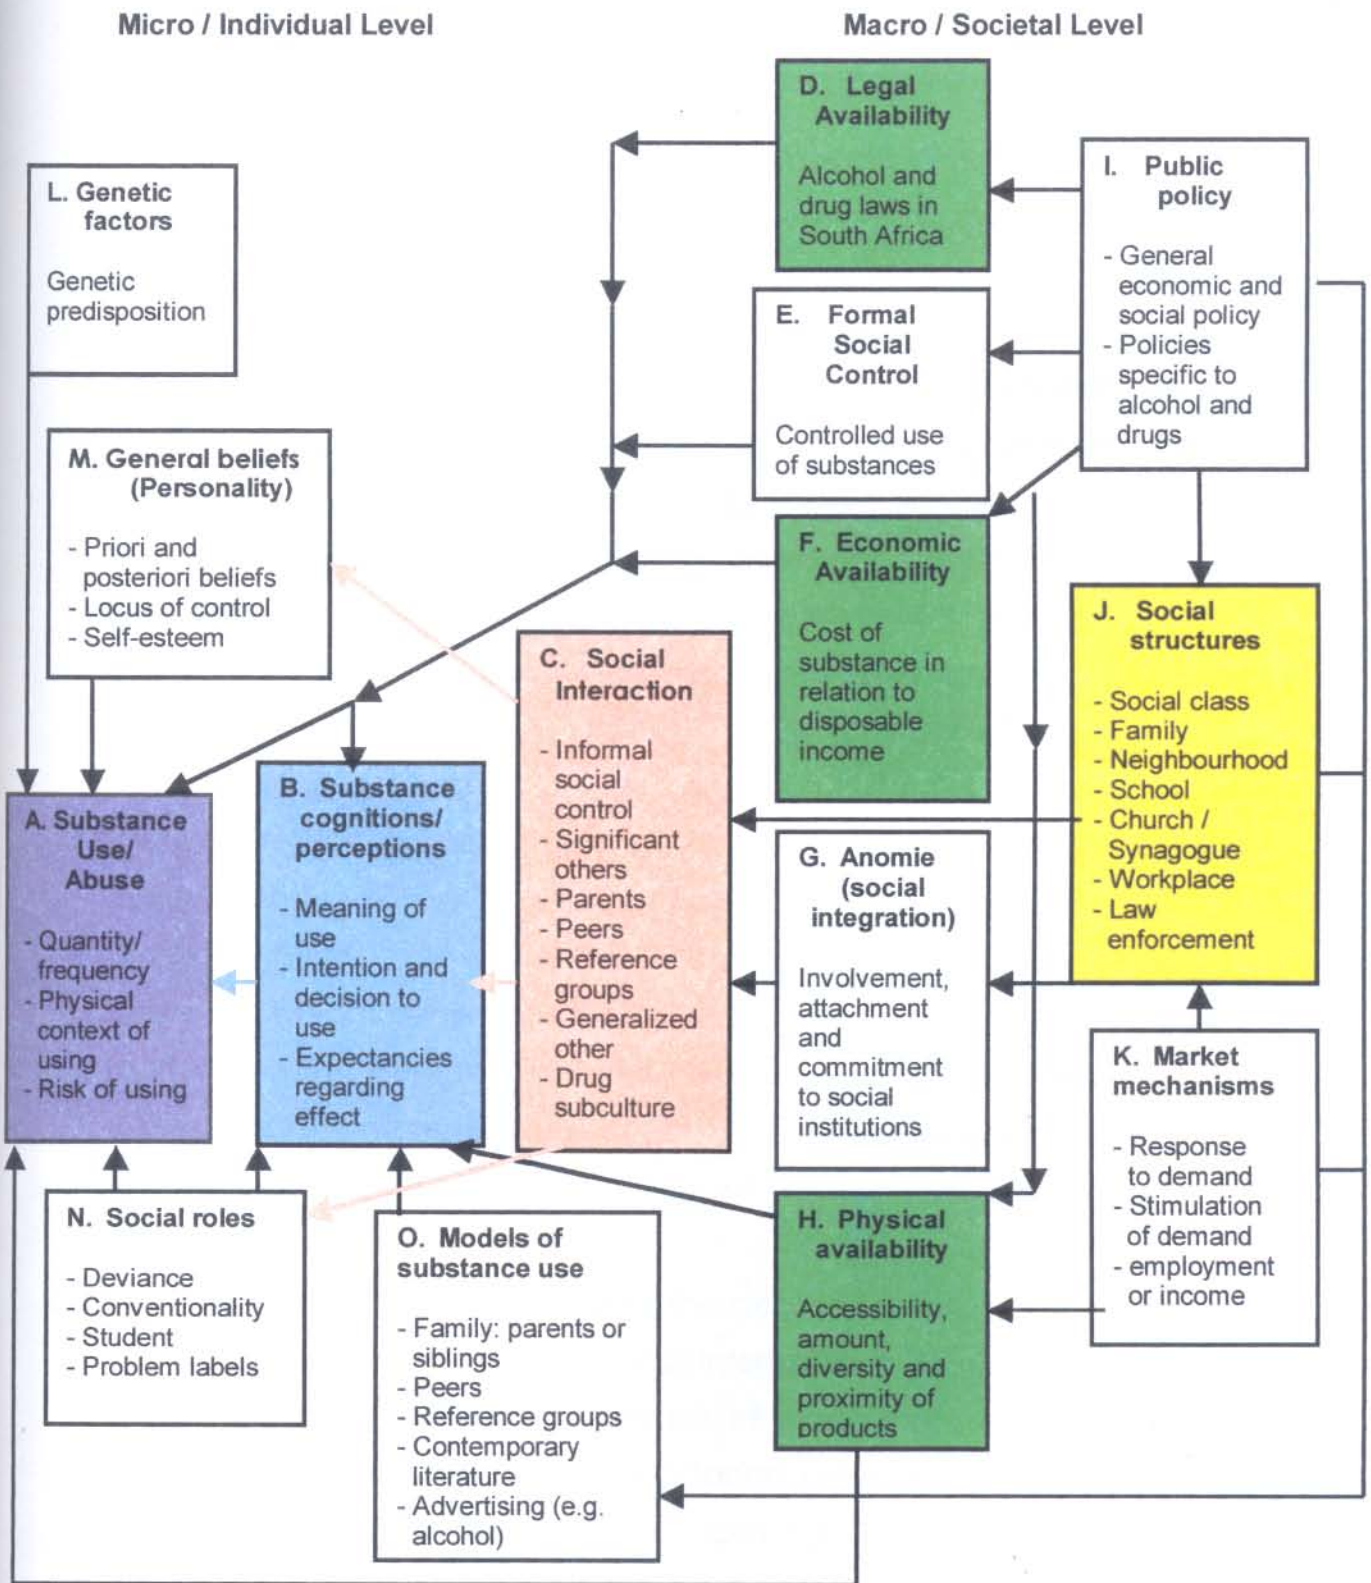 Micro / Individual Level
Macro / Societal Level
D. Legal
Availability
Alcohol and
drug laws in
South Africa
I. Public
policy
- General
economic and
social policy
- Policies
specific to
alcohol and
drugs
L. Genetic
factors
Genetic
predisposition
E. Formal
Social
Control
Controlled use
of substances
M. General beliefs
(Personality)
- Priori and
posteriori beliefs
- Locus of control
- Self-esteem
F. Economic
Availability
Cost of
substance in
relation to
disposable
income
J. Social
structures
- Social class
- Family
- Neighbourhood
- School
- Church /
Synagogue
- Workplace
- Law
enforcement
C. Social
Interaction
- Informal
social
control
- Significant
others
- Parents
- Peers
- Reference
groups
- Generalized
other
- Drug
subculture
A. Substance
Use/
Abuse
- Quantity/
frequency
- Physical
context of
using
- Risk of using
B. Substance
cognitions/
perceptions
- Meaning of
use
- Intention and
decision to
use
- Expectancies
regarding
effect
G. Anomie
(social
integration)
Involvement,
attachment
and
commitment
to social
institutions
K. Market
mechanisms
- Response
to demand
- Stimulation
of demand
- employment
or income
N. Social roles
- Deviance
- Conventionality
- Student
- Problem labels
O. Models of
substance use
- Family: parents or
siblings
- Peers
- Reference groups
- Contemporary
literature
- Advertising (e.g.
alcohol)
H. Physical
availability
Accessibility,
amount,
diversity and
proximity of
products